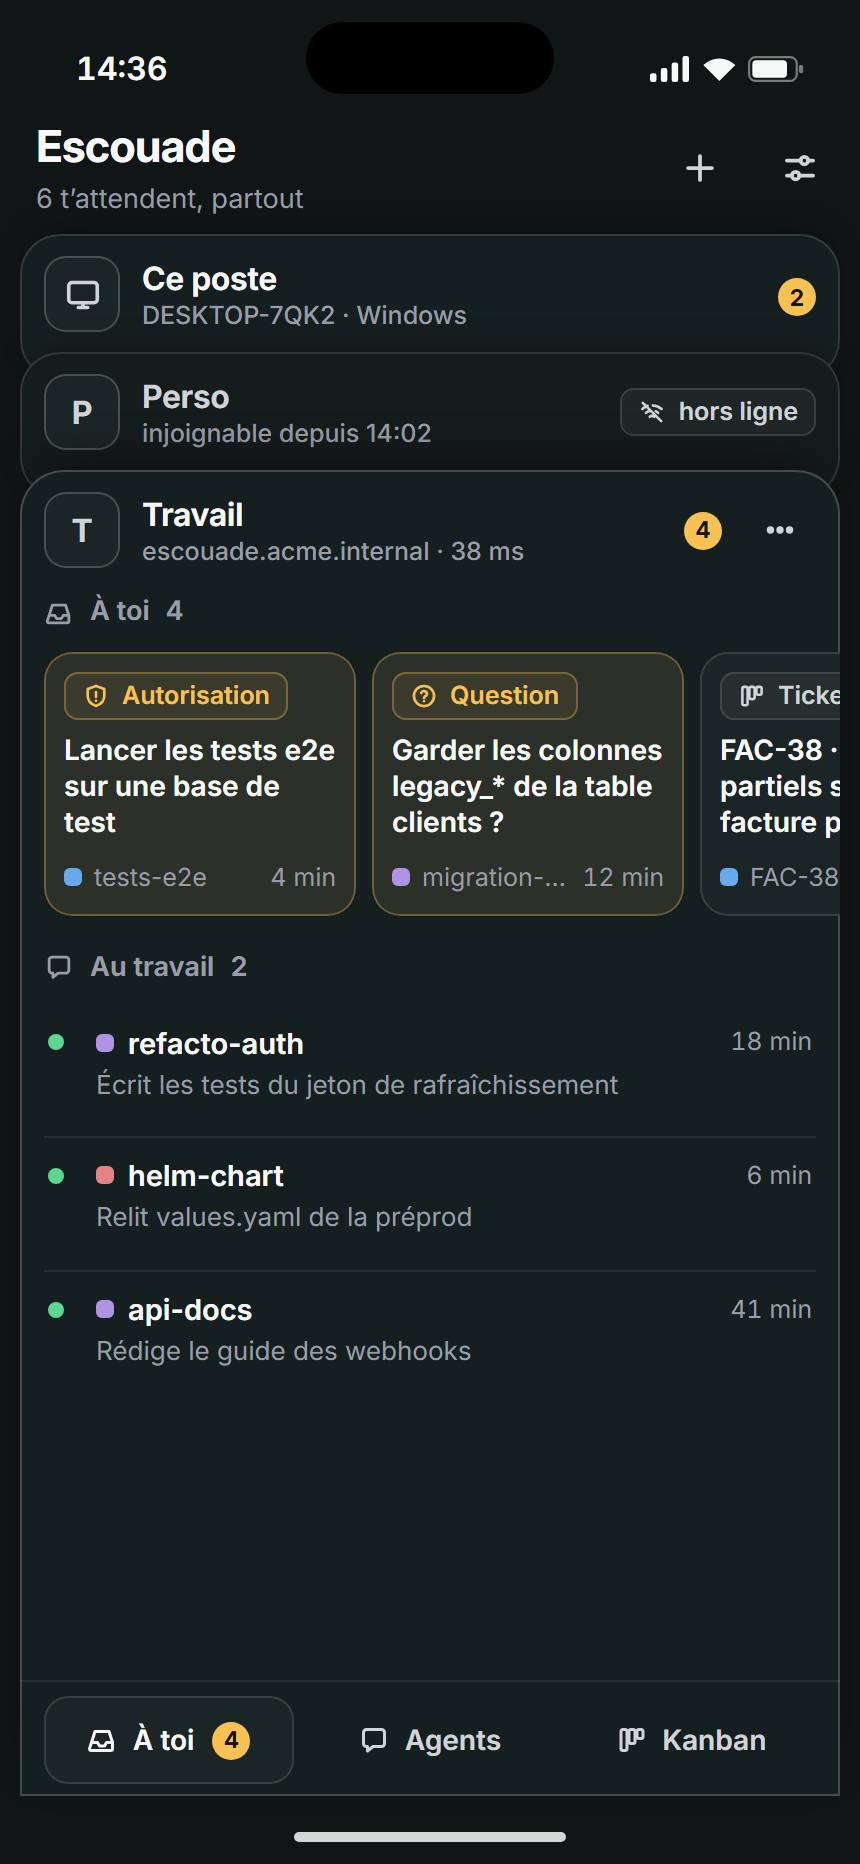 14:36
Escouade
6 t’attendent, partout
Ce poste
DESKTOP-7QK2 · Windows
2
P
Perso
injoignable depuis 14:02
hors ligne
T
Travail
escouade.acme.internal · 38 ms
4
À toi 4
Autorisation
Lancer les tests e2e
sur une base de
test
tests-e2e 4 min
Question
Garder les colonnes
legacy_* de la table
clients ?
migration-... 12 min
Ticke
FAC-38 ·
partiels s
facture p
FAC-38
Au travail 2
refacto-auth 18 min
Écrit les tests du jeton de rafraîchissement
helm-chart 6 min
Relit values.yaml de la préprod
api-docs 41 min
Rédige le guide des webhooks
À toi 4
Agents
Kanban